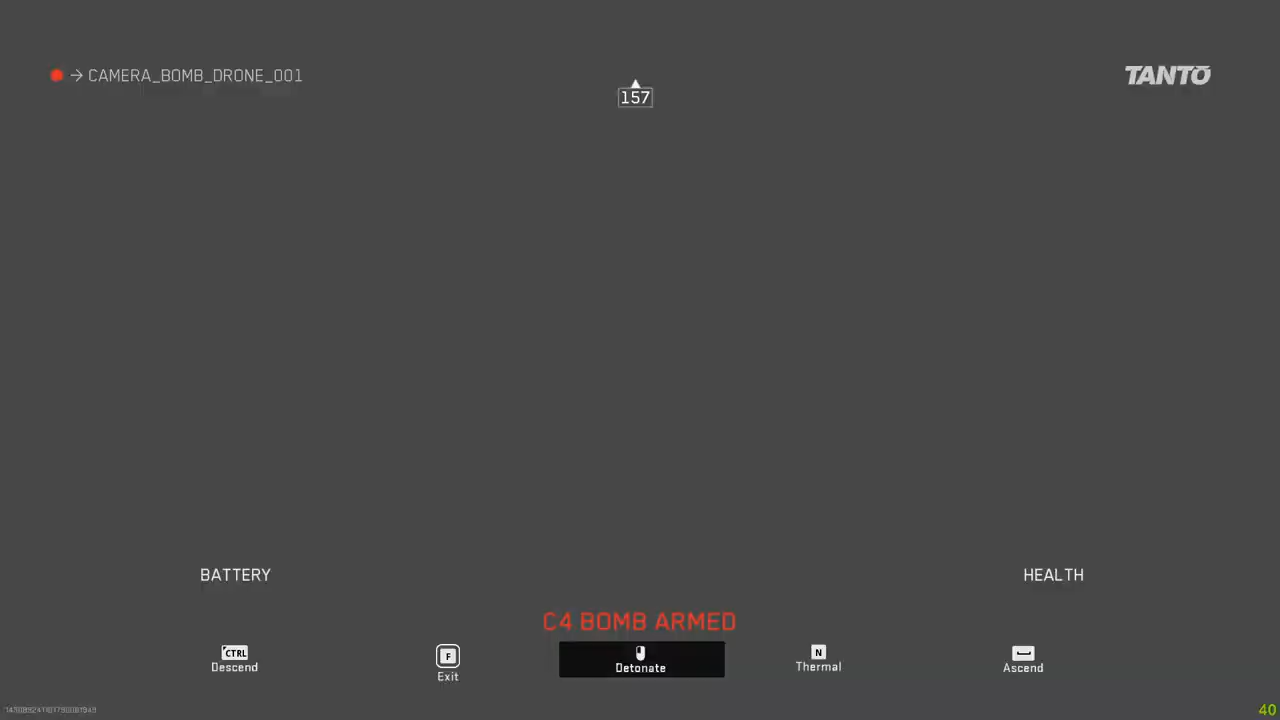 → CAMERA_BOMB_DRONE_001
TANTO
157
BATTERY
HEALTH
C4 BOMB ARMED
CTRL
Descend
F
Exit
Detonate
N
Thermal
Ascend
40